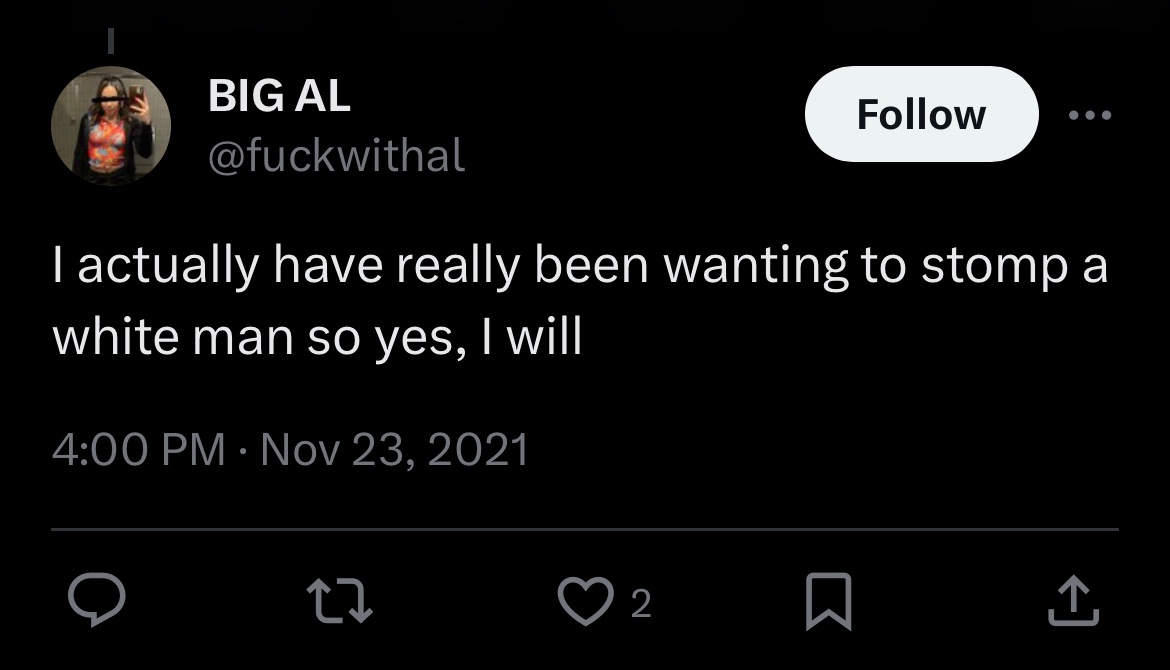 BIG AL
Follow
@fuckwithal
I actually have really been wanting to stomp a
white man so yes, I will
4:00 PM · Nov 23, 2021
2